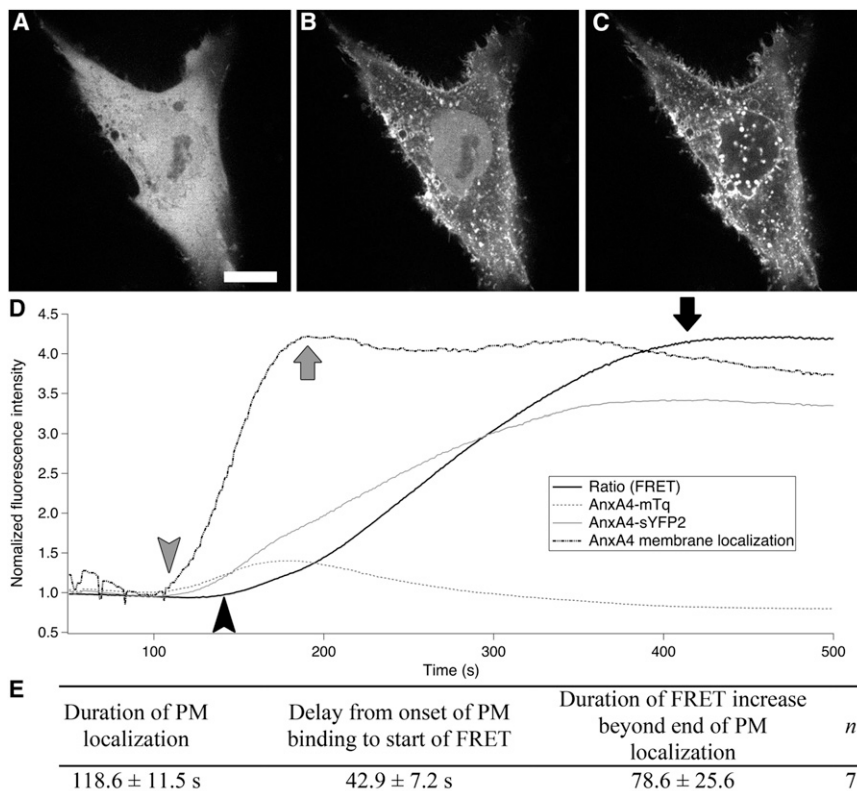 A
B
C
D
4.5
4.0
3.5
3.0
2.5
2.0
1.5
1.0
0.5
Normalized fluorescence intensity
Ratio (FRET)
AnxA4-mTq
AnxA4-sYFP2
AnxA4 membrane localization
100
200
300
400
500
Time (s)
E
Duration of PM localization
Delay from onset of PM binding to start of FRET
Duration of FRET increase beyond end of PM localization
n
118.6 ± 11.5 s
42.9 ± 7.2 s
78.6 ± 25.6
7